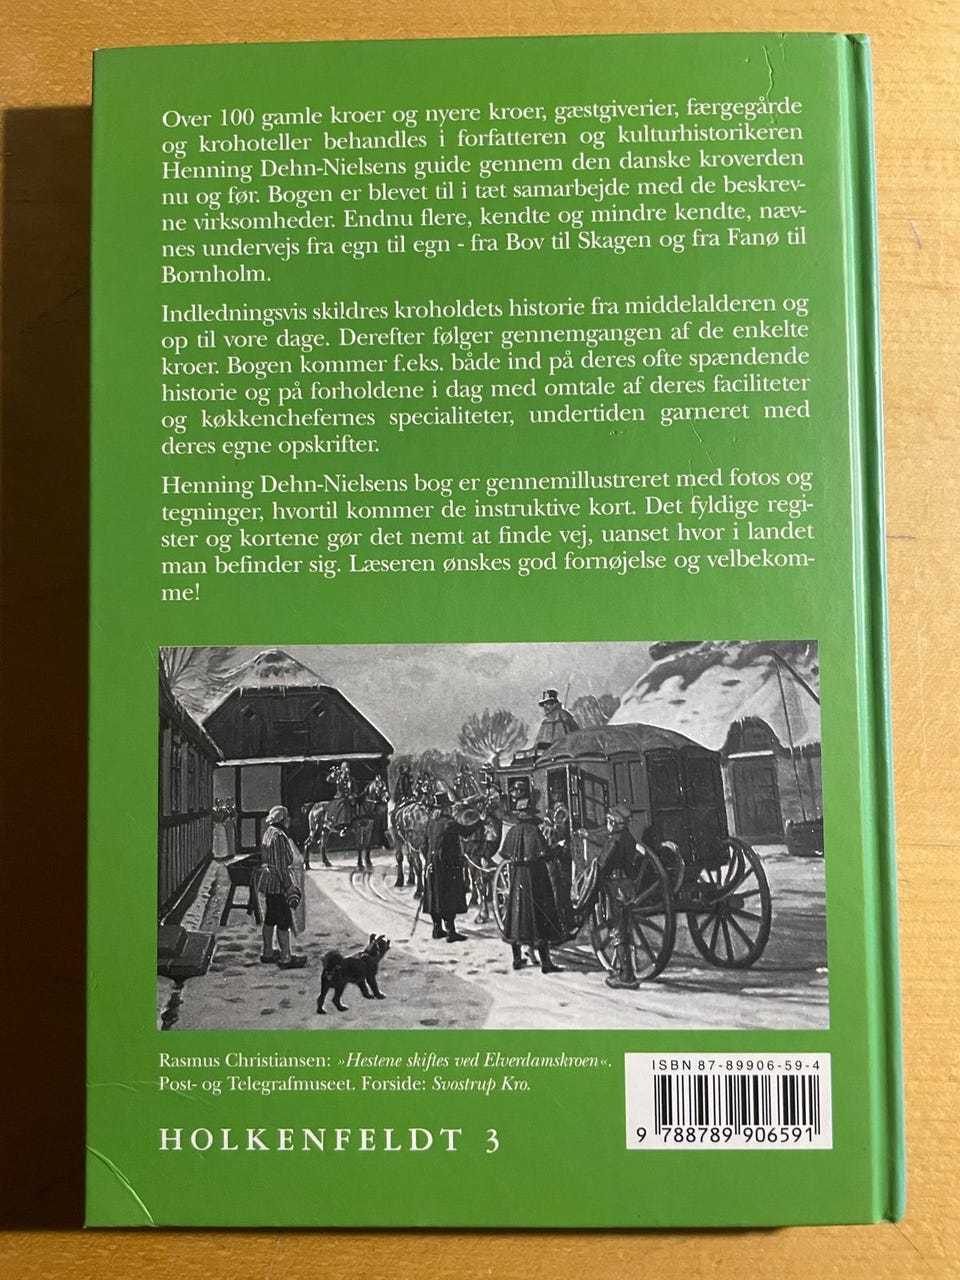 Over 100 gamle kroer og nyere kroer, gæstgiverier, færgegårde
og krohoteller behandles i forfatteren og kulturhistorikeren
Henning Dehn-Nielsens guide gennem den danske kroverden
nu og før. Bogen er blevet til i tæt samarbejde med de beskrev-
ne virksomheder. Endnu flere, kendte og mindre kendte, næv-
nes undervejs fra egn til egn - fra Bov til Skagen og fra Fanø til
Bornholm.
Indledningsvis skildres kroholdets historie fra middelalderen og
op til vore dage. Derefter følger gennemgangen af de enkelte
kroer. Bogen kommer f.eks. både ind på deres ofte spændende
historie og på forholdene i dag med omtale af deres faciliteter
og køkkenchefernes specialiteter, undertiden garneret med
deres egne opskrifter.
Henning Dehn-Nielsens bog er gennemillustreret med fotos og
tegninger, hvortil kommer de instruktive kort. Det fyldige regi-
ster og kortene gør det nemt at finde vej, uanset hvor i landet
man befinder sig. Læseren ønskes god fornøjelse og velbekom-
me!
Rasmus Christiansen: »Hestene skiftes ved Elverdamskroen«.
Post- og Telegrafmuseet. Forside: Svostrup Kro.
HOLKENFELDT 3
ISBN 87-89906-59-4
9 788789 906591